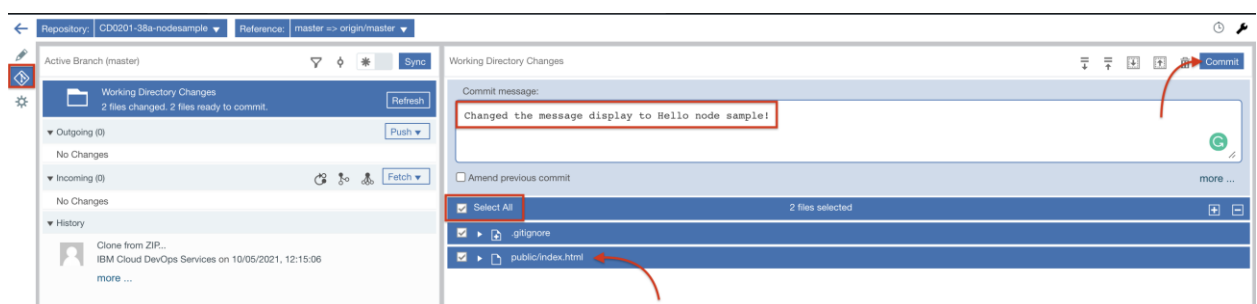 Repository: CD0201-38a-nodesample Reference: master => origin/master
Active Branch (master) Sync
Working Directory Changes
2 files changed. 2 files ready to commit.
Refresh
Outgoing (0) Push
No Changes
Incoming (0) Fetch
No Changes
History
Clone from ZIP...
IBM Cloud DevOps Services on 10/05/2021, 12:15:06
more ...
Working Directory Changes Commit
Commit message:
Changed the message display to Hello node sample!
Amend previous commit more ...
Select All 2 files selected
.gitignore
public/index.html